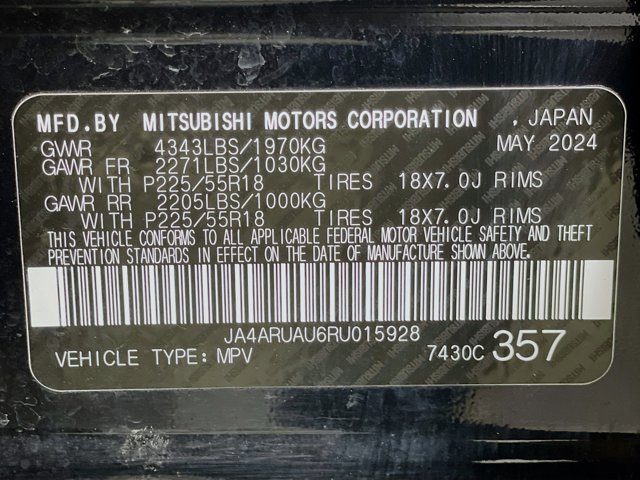 MFD.BY MITSUBISHI MOTORS CORPORATION , JAPAN
GVWR 4343LBS/1970KG MAY 2024
GAWR FR 2271LBS/1030KG
WITH P225/55R18 TIRES 18X7.0J RIMS
GAWR RR 2205LBS/1000KG
WITH P225/55R18 TIRES 18X7.0J RIMS
THIS VEHICLE CONFORMS TO ALL APPLICABLE FEDERAL MOTOR VEHICLE SAFETY AND THEFT
PREVENTION STANDARDS IN EFFECT ON THE DATE OF MANUFACTURE SHOWN ABOVE.
JA4ARUAU6RU015928
VEHICLE TYPE: MPV 7430C 357